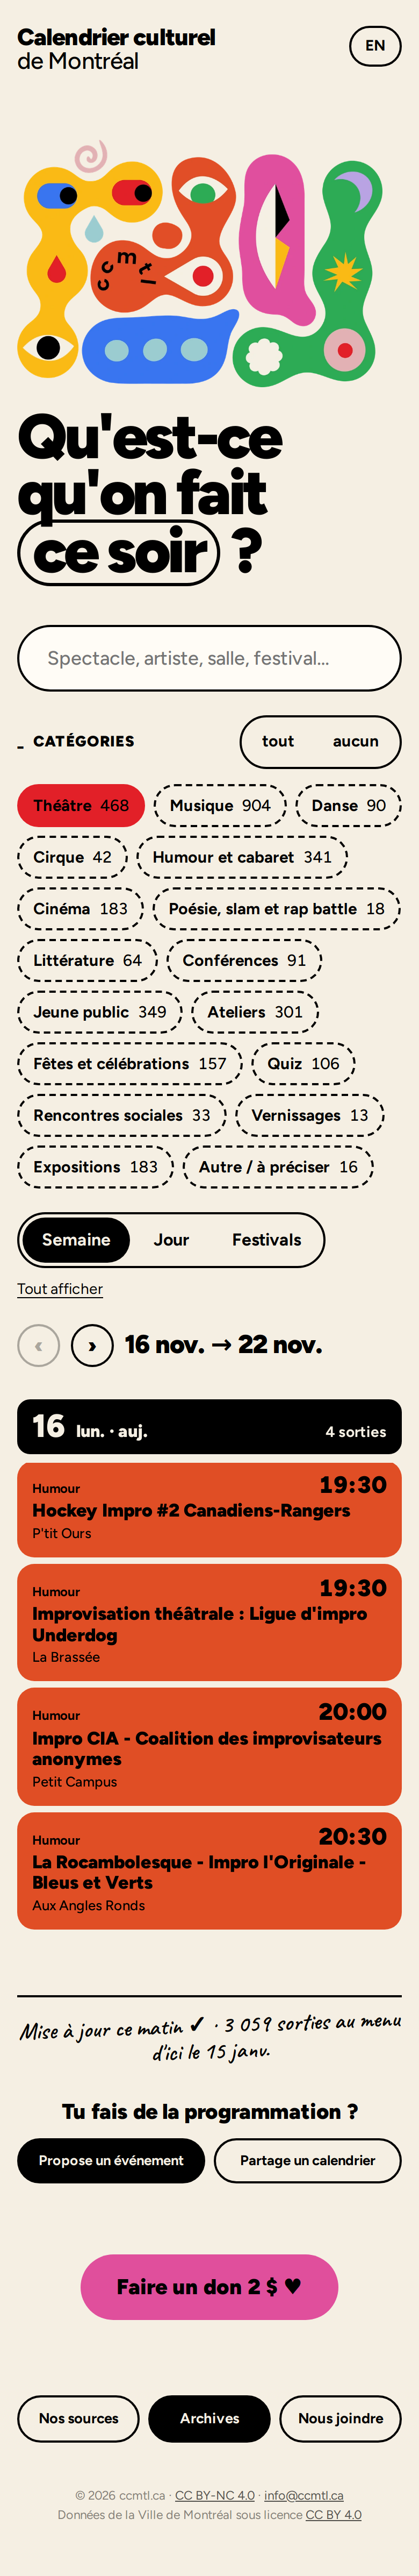 Calendrier culturel
de Montréal
EN
ccmtl
Qu'est-ce
qu'on fait
ce soir ?
Spectacle, artiste, salle, festival...
CATÉGORIES
tout aucun
Théâtre 468 Musique 904 Danse 90
Cirque 42 Humour et cabaret 341
Cinéma 183 Poésie, slam et rap battle 18
Littérature 64 Conférences 91
Jeune public 349 Ateliers 301
Fêtes et célébrations 157 Quiz 106
Rencontres sociales 33 Vernissages 13
Expositions 183 Autre / à préciser 16
Semaine Jour Festivals
Tout afficher
‹ › 16 nov. → 22 nov.
16 lun. · auj. 4 sorties
Humour 19:30
Hockey Impro #2 Canadiens-Rangers
P'tit Ours
Humour 19:30
Improvisation théâtrale : Ligue d'impro
Underdog
La Brassée
Humour 20:00
Impro CIA - Coalition des improvisateurs
anonymes
Petit Campus
Humour 20:30
La Rocambolesque - Impro l'Originale -
Bleus et Verts
Aux Angles Ronds
Mise à jour ce matin ✓ · 3 059 sorties au menu
d'ici le 15 janv.
Tu fais de la programmation ?
Propose un événement Partage un calendrier
Faire un don 2 $ ♥
Nos sources Archives Nous joindre
© 2026 ccmtl.ca · CC BY-NC 4.0 · info@ccmtl.ca
Données de la Ville de Montréal sous licence CC BY 4.0